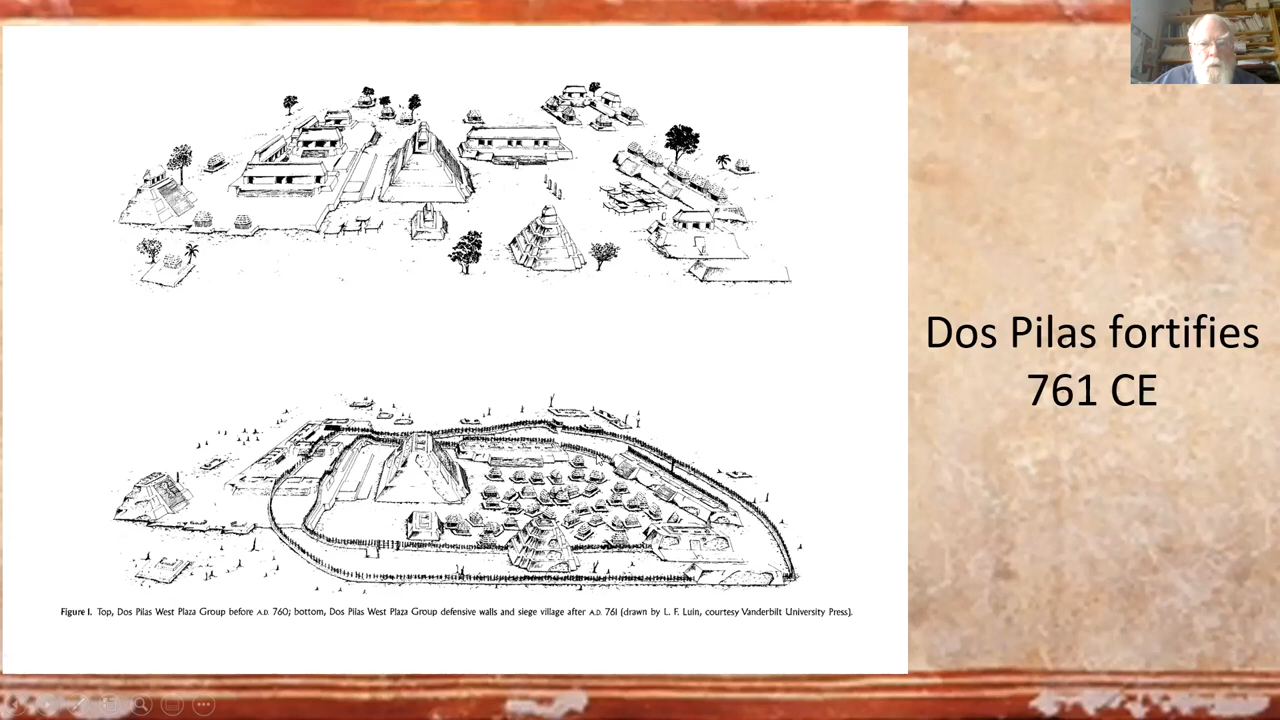 Dos Pilas fortifies
761 CE
Figure 1. Top, Dos Pilas West Plaza Group before A.D. 760; bottom, Dos Pilas West Plaza Group defensive walls and siege village after A.D. 761 (drawn by L. F. Luin, courtesy Vanderbilt University Press).